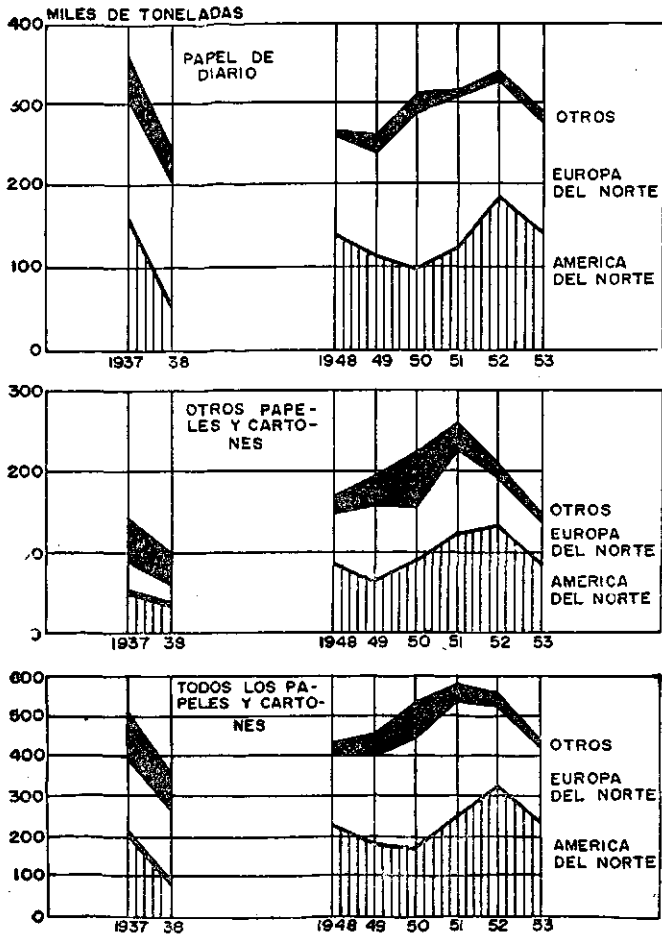 MILES DE TONELADAS
400
PAPEL DE
DIARIO
300
OTROS
EUROPA
200
DEL NORTE
100
AMERICA
DEL NORTE
0
1937 38 1948 49 50 51 52 53
300
OTROS PAPE-
LES Y CARTO-
NES
200
OTROS
EUROPA
DEL NORTE
AMERICA
DEL NORTE
1937 38 1948 49 50 51 52 53
600
TODOS LOS PA-
PELES Y CARTO-
NES
500
OTROS
400
EUROPA
300
DEL NORTE
200
AMERICA
DEL NORTE
100
0
1937 38 1948 49 50 51 52 53